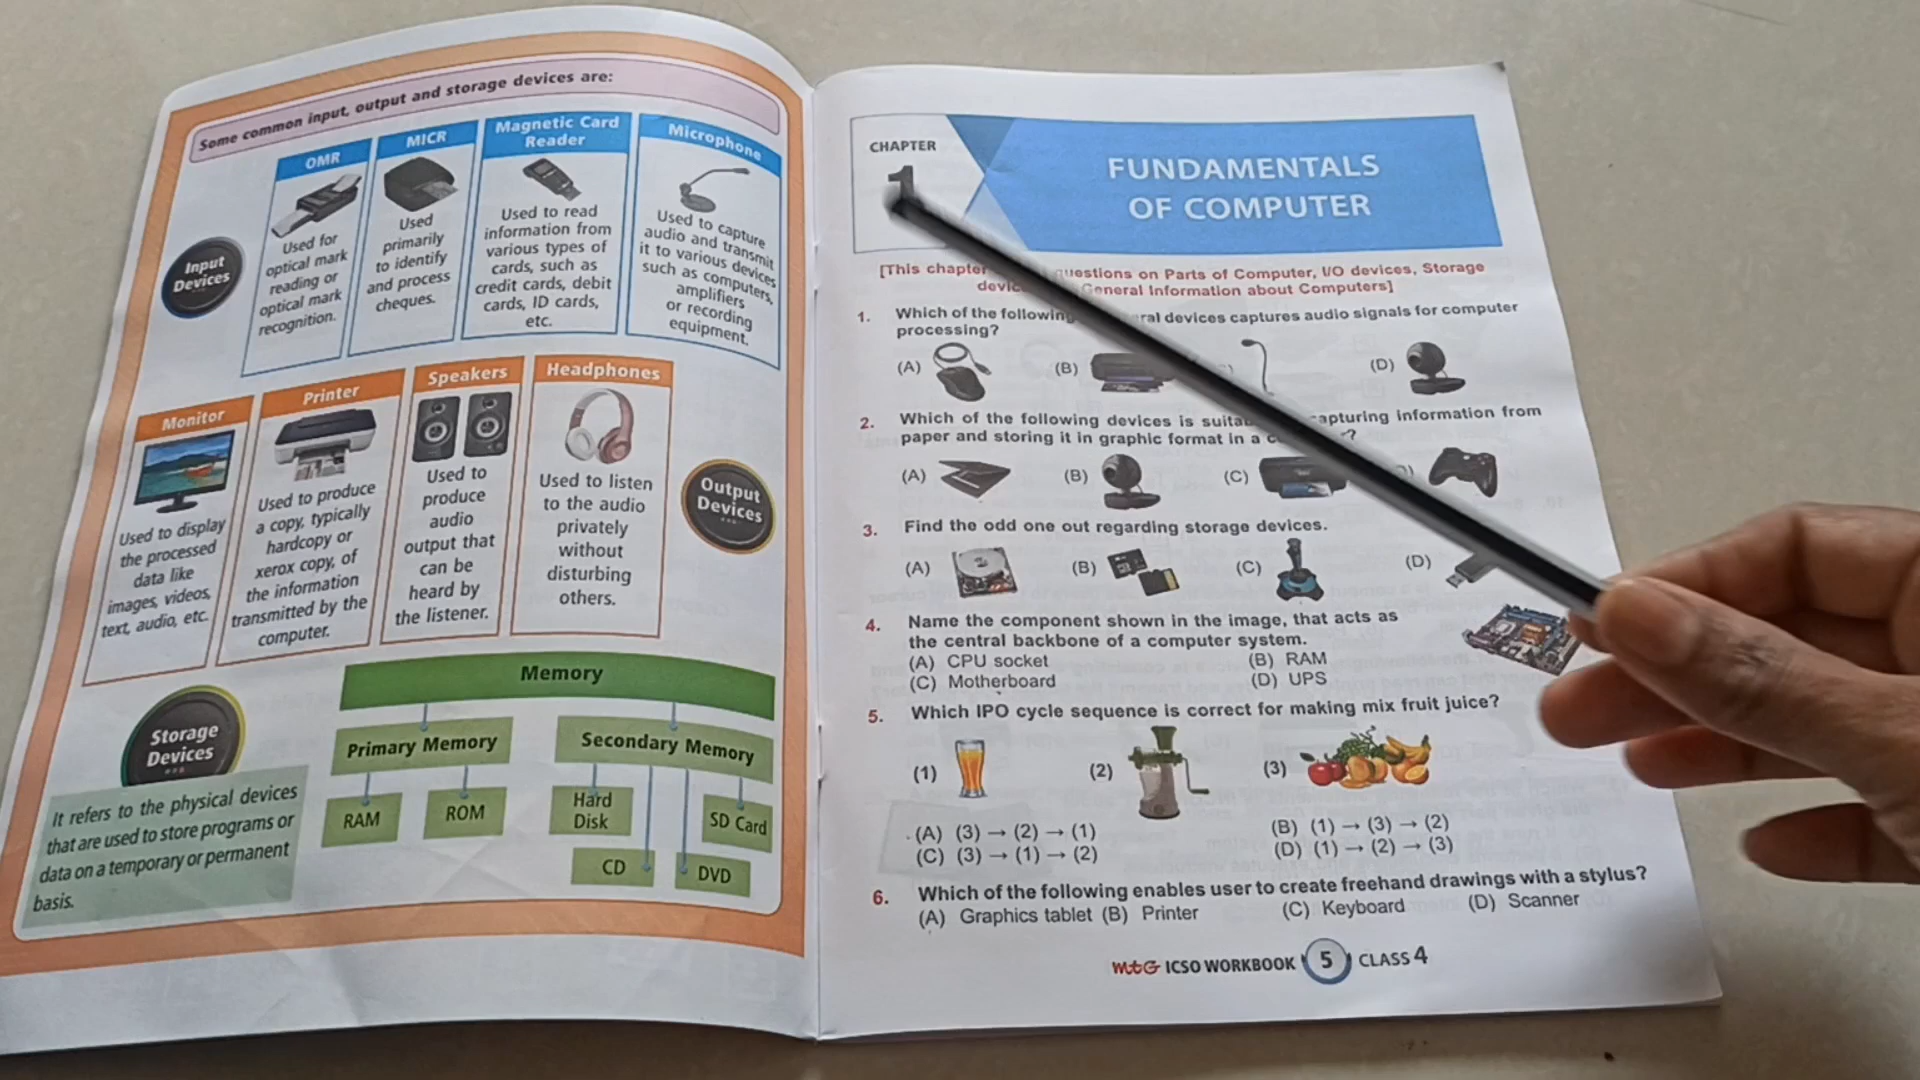 Some common input, output and storage devices are:
Input
Devices
OMR
Used for
optical mark
reading or
optical mark
recognition.
MICR
Used
primarily
to identify
and process
cheques.
Magnetic Card
Reader
Used to read
information from
various types of
cards, such as
credit cards, debit
cards, ID cards,
etc.
Microphone
Used to capture
audio and transmit
it to various devices
such as computers,
amplifiers
or recording
equipment.
Monitor
Used to display
the processed
data like
images, videos,
text, audio, etc.
Printer
Used to produce
a copy, typically
hardcopy or
xerox copy, of
the information
transmitted by the
computer.
Speakers
Used to
produce
audio
output that
can be
heard by
the listener.
Headphones
Used to listen
to the audio
privately
without
disturbing
others.
Output
Devices
Storage
Devices
It refers to the physical devices
that are used to store programs or
data on a temporary or permanent
basis.
Memory
Primary Memory
Secondary Memory
RAM
ROM
Hard
Disk
SD Card
CD
DVD
CHAPTER
1
FUNDAMENTALS
OF COMPUTER
[This chapter questions on Parts of Computer, I/O devices, Storage
General Information about Computers]
1. Which of the following devices captures audio signals for computer
processing?
(A) (B) (D)
2. Which of the following devices is capturing information from
paper and storing it in graphic format in a ?
(A) (B) (C)
3. Find the odd one out regarding storage devices.
(A) (B) (C) (D)
4. Name the component shown in the image, that acts as
the central backbone of a computer system.
(A) CPU socket (B) RAM
(C) Motherboard (D) UPS
5. Which IPO cycle sequence is correct for making mix fruit juice?
(1) (2) (3)
(A) (3) → (2) → (1) (B) (1) → (3) → (2)
(C) (3) → (1) → (2) (D) (1) → (2) → (3)
6. Which of the following enables user to create freehand drawings with a stylus?
(A) Graphics tablet (B) Printer (C) Keyboard (D) Scanner
mtG ICSO WORKBOOK 5 CLASS 4